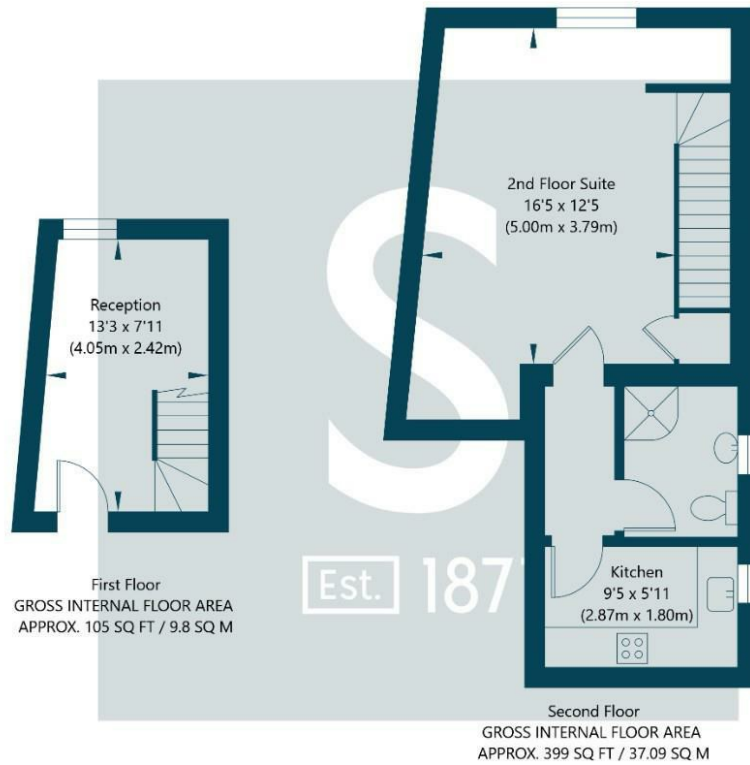 2nd Floor Suite
16'5 x 12'5
(5.00m x 3.79m)
Reception
13'3 x 7'11
(4.05m x 2.42m)
S
Est. 187
Kitchen
9'5 x 5'11
(2.87m x 1.80m)
First Floor
GROSS INTERNAL FLOOR AREA
APPROX. 105 SQ FT / 9.8 SQ M
Second Floor
GROSS INTERNAL FLOOR AREA
APPROX. 399 SQ FT / 37.09 SQ M